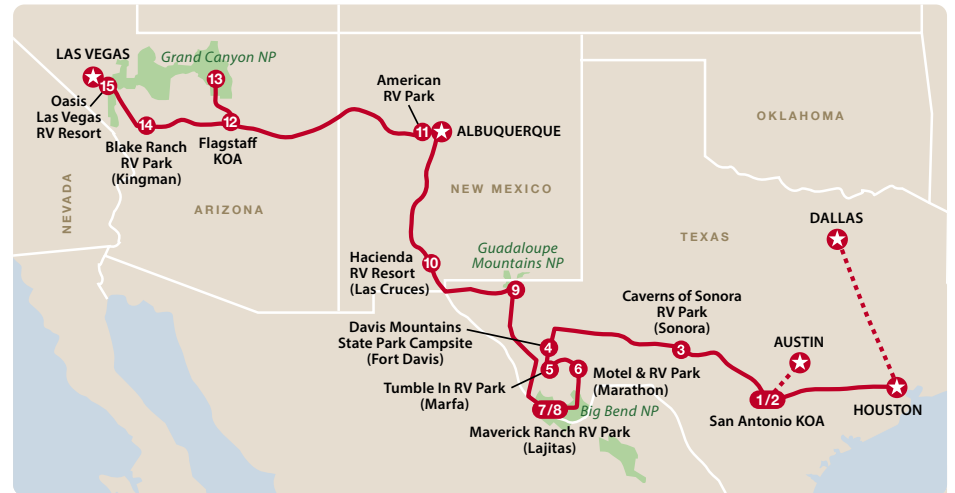 LAS VEGAS
Grand Canyon NP
13
15
Oasis
Las Vegas
RV Resort
14
Blake Ranch
RV Park
(Kingman)
12
Flagstaff
KOA
American
RV Park
11
ALBUQUERQUE
OKLAHOMA
NEVADA
ARIZONA
NEW MEXICO
TEXAS
DALLAS
Hacienda
RV Resort
(Las Cruces)
10
Guadaloupe
Mountains NP
9
Davis Mountains
State Park Campsite
(Fort Davis)
4
Caverns of Sonora
RV Park
(Sonora)
3
AUSTIN
Tumble In RV Park
(Marfa)
5
6
Motel & RV Park
(Marathon)
7/8
Big Bend NP
Maverick Ranch RV Park
(Lajitas)
1/2
San Antonio KOA
HOUSTON